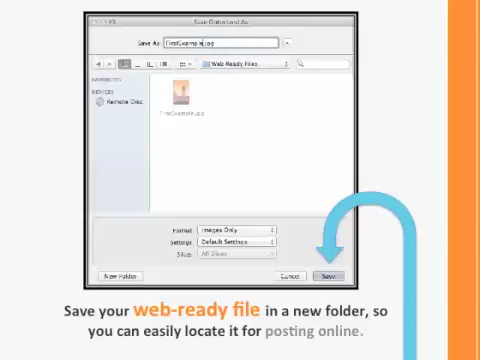 Save Optimized As
Save As: FirstExample.jpg
Web Ready Files
FAVORITES
DEVICES
Remote Disc
FirstExample.jpg
Format: Images Only
Settings: Default Settings
Slices: All Slices
New Folder Cancel Save
Save your web-ready file in a new folder, so
you can easily locate it for posting online.